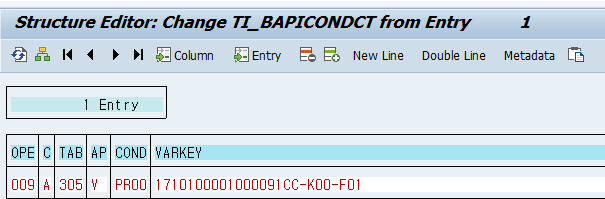 Structure Editor: Change TI_BAPICONDCT from Entry 1
Column Entry New Line Double Line Metadata
1 Entry
OPE C TAB AP COND VARKEY
009 A 305 V PR00 1710100001000091CC-K00-F01